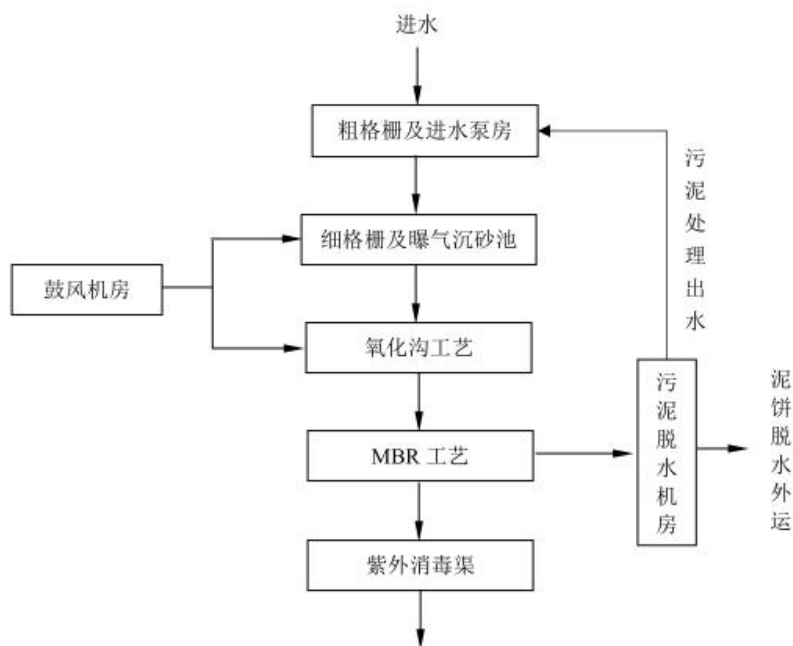 进水
粗格栅及进水泵房
细格栅及曝气沉砂池
鼓风机房
氧化沟工艺
MBR 工艺
紫外消毒渠
污泥处理出水
污泥脱水机房
泥饼脱水外运